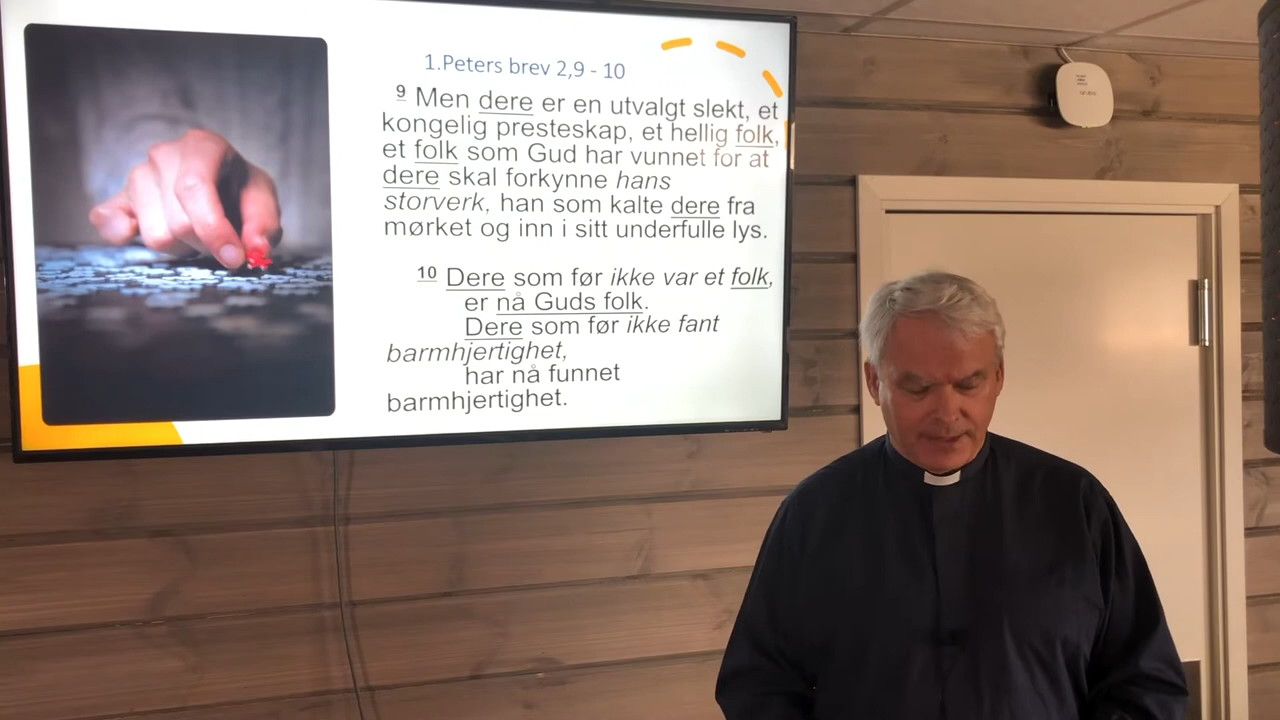 1.Peters brev 2,9 - 10
9 Men dere er en utvalgt slekt, et
kongelig presteskap, et hellig folk,
et folk som Gud har vunnet for at
dere skal forkynne hans
storverk, han som kalte dere fra
mørket og inn i sitt underfulle lys.
10 Dere som før ikke var et folk,
er nå Guds folk.
Dere som før ikke fant
barmhjertighet,
har nå funnet
barmhjertighet.
aruba